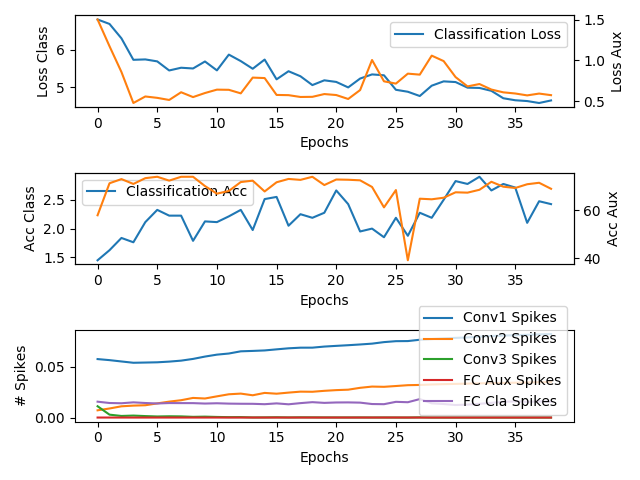 Classification Loss
Loss Class
Loss Aux
6
5
1.5
1.0
0.5
0 5 10 15 20 25 30 35
Epochs
Classification Acc
Acc Class
Acc Aux
2.5
2.0
1.5
60
40
0 5 10 15 20 25 30 35
Epochs
Conv1 Spikes
Conv2 Spikes
Conv3 Spikes
FC Aux Spikes
FC Cla Spikes
# Spikes
0.05
0.00
0 5 10 15 20 25 30 35
Epochs